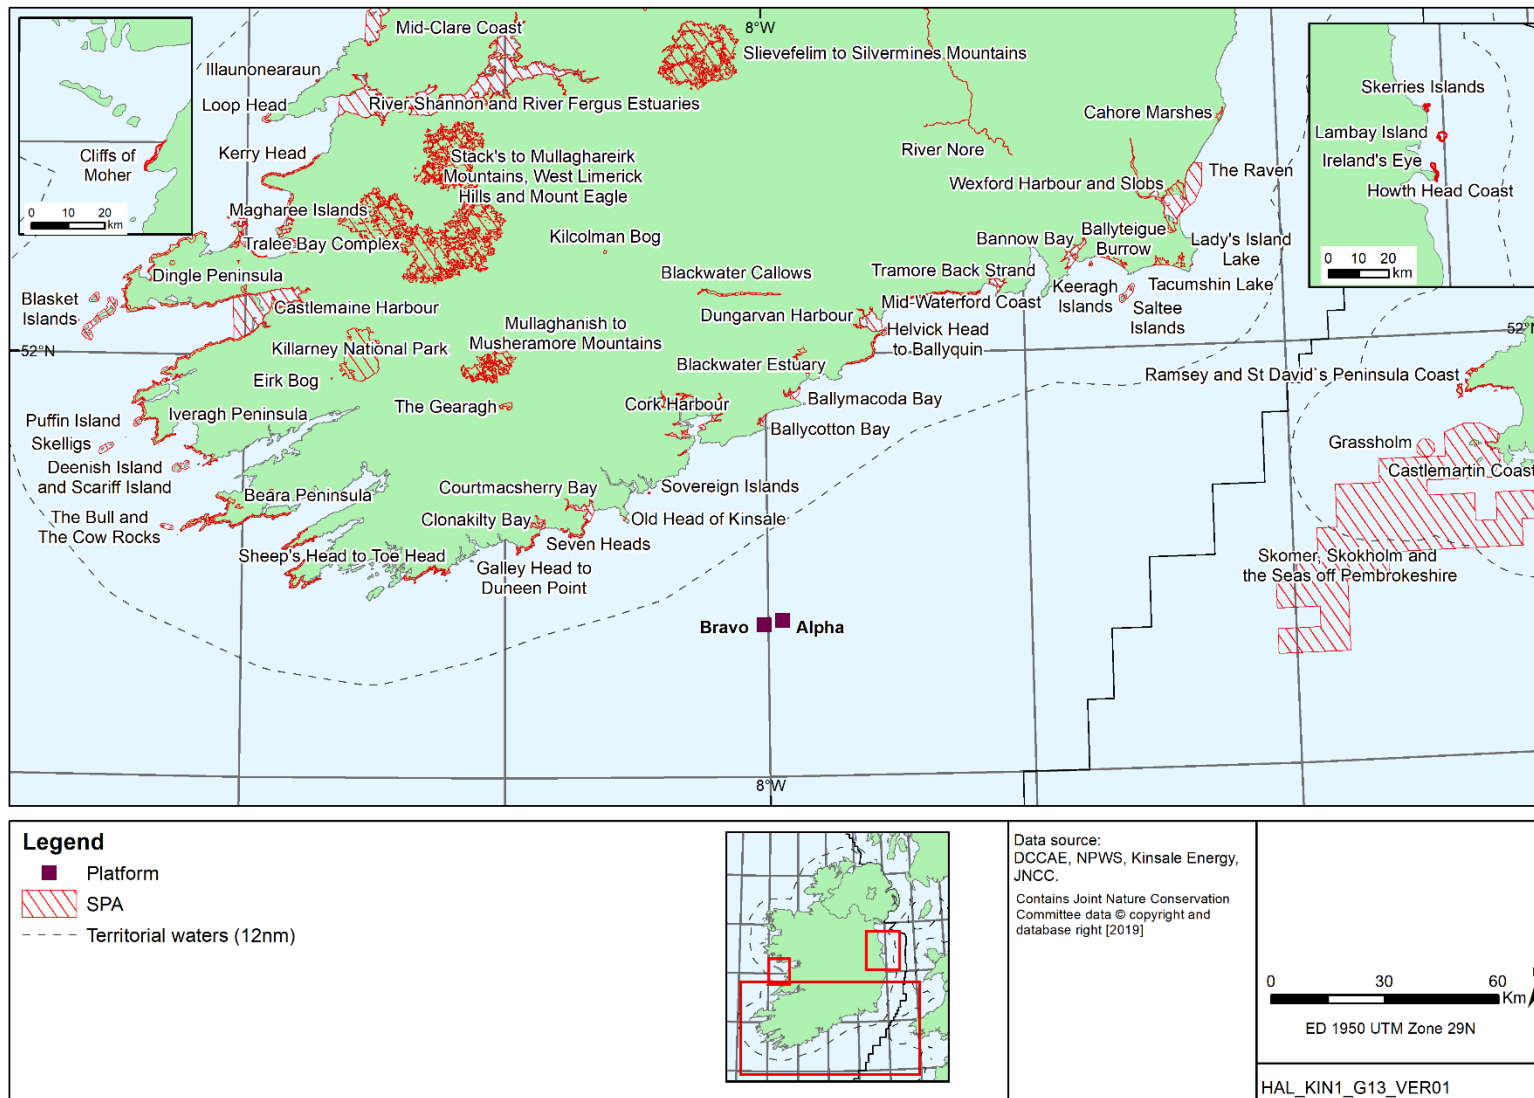 Mid-Clare Coast
8°W
Slievefelim to Silvermines Mountains
Illaunonearaun
Loop Head
River Shannon and River Fergus Estuaries
Cahore Marshes
Skerries Islands
Lambay Island
Ireland's Eye
Howth Head Coast
0 10 20
km
Cliffs of
Moher
0 10 20
km
Kerry Head
Stack's to Mullaghareirk
Mountains, West Limerick
Hills and Mount Eagle
River Nore
The Raven
Wexford Harbour and Slobs
Magharee Islands
Tralee Bay Complex
Kilcolman Bog
Bannow Bay
Ballyteigue
Burrow
Lady's Island
Lake
Dingle Peninsula
Blackwater Callows
Tramore Back Strand
Keeragh
Islands
Tacumshin Lake
Saltee
Islands
Blasket
Islands
Castlemaine Harbour
Mid-Waterford Coast
Dungarvan Harbour
Mullaghanish to
Musheramore Mountains
Helvick Head
to Ballyquin
52°N
52°N
Killarney National Park
Eirk Bog
Blackwater Estuary
Ramsey and St David`s Peninsula Coast
The Gearagh
Cork Harbour
Ballymacoda Bay
Puffin Island
Iveragh Peninsula
Skelligs
Ballycotton Bay
Grassholm
Castlemartin Coast
Deenish Island
and Scariff Island
Beara Peninsula
Courtmacsherry Bay
Sovereign Islands
The Bull and
The Cow Rocks
Clonakilty Bay
Old Head of Kinsale
Seven Heads
Sheep's Head to Toe Head
Galley Head to
Duneen Point
Skomer, Skokholm and
the Seas off Pembrokeshire
Bravo
Alpha
8°W
Legend
Platform
SPA
Territorial waters (12nm)
Data source:
DCCAE, NPWS, Kinsale Energy,
JNCC.
Contains Joint Nature Conservation
Committee data © copyright and
database right [2019]
0 30 60
Km
ED 1950 UTM Zone 29N
HAL_KIN1_G13_VER01